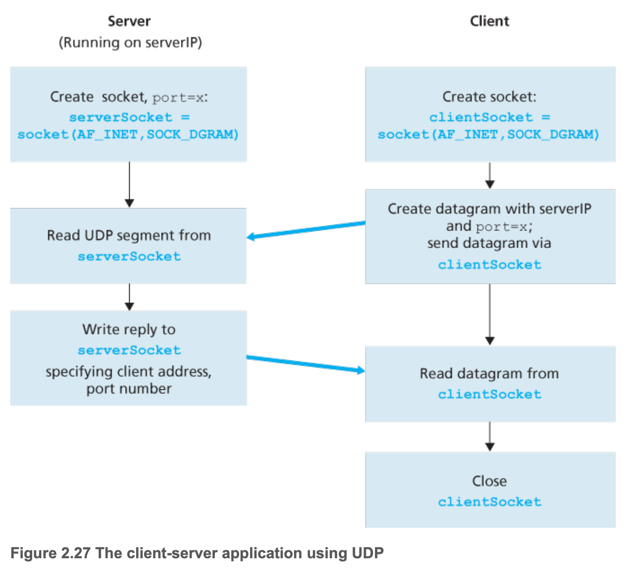 Server
(Running on serverIP)
Create socket, port=x:
serverSocket =
socket(AF_INET,SOCK_DGRAM)
Read UDP segment from
serverSocket
Write reply to
serverSocket
specifying client address,
port number
Client
Create socket:
clientSocket =
socket(AF_INET,SOCK_DGRAM)
Create datagram with serverIP
and port=x;
send datagram via
clientSocket
Read datagram from
clientSocket
Close
clientSocket
Figure 2.27 The client-server application using UDP